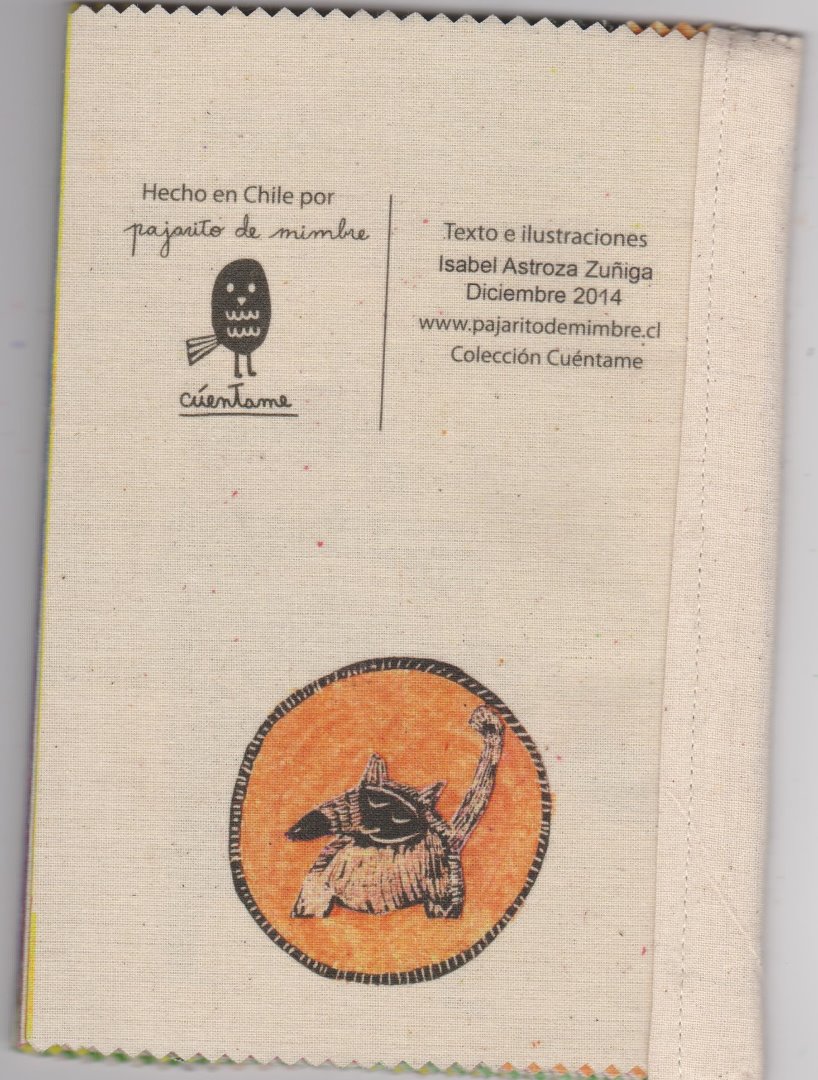 Hecho en Chile por
pajarito de mimbre
cúentame
Texto e ilustraciones
Isabel Astroza Zuñiga
Diciembre 2014
www.pajaritodemimbre.cl
Colección Cuéntame